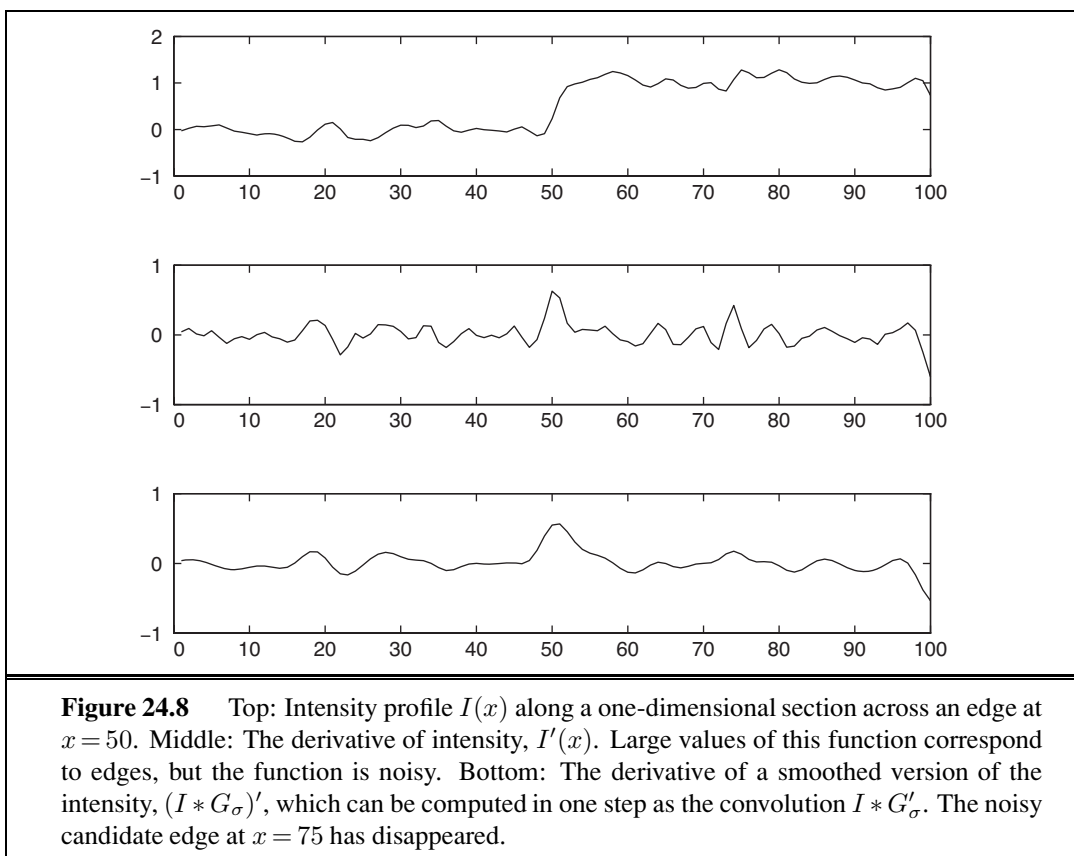 2
1
0
−1
0 10 20 30 40 50 60 70 80 90 100
1
0
−1
0 10 20 30 40 50 60 70 80 90 100
1
0
−1
0 10 20 30 40 50 60 70 80 90 100
Figure 24.8 Top: Intensity profile I(x) along a one-dimensional section across an edge at
x = 50. Middle: The derivative of intensity, I′(x). Large values of this function correspond
to edges, but the function is noisy. Bottom: The derivative of a smoothed version of the
intensity, (I ∗ Gσ)′, which can be computed in one step as the convolution I ∗ G′σ. The noisy
candidate edge at x = 75 has disappeared.